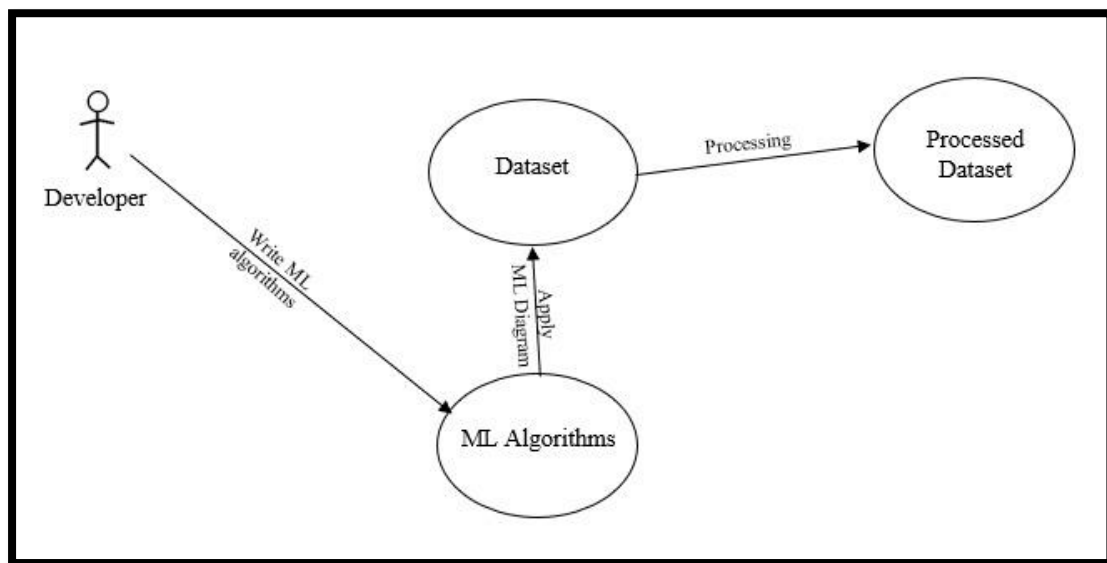 Developer
Write ML
algorithms
Dataset
Processing
Processed
Dataset
Apply
ML Diagram
ML Algorithms